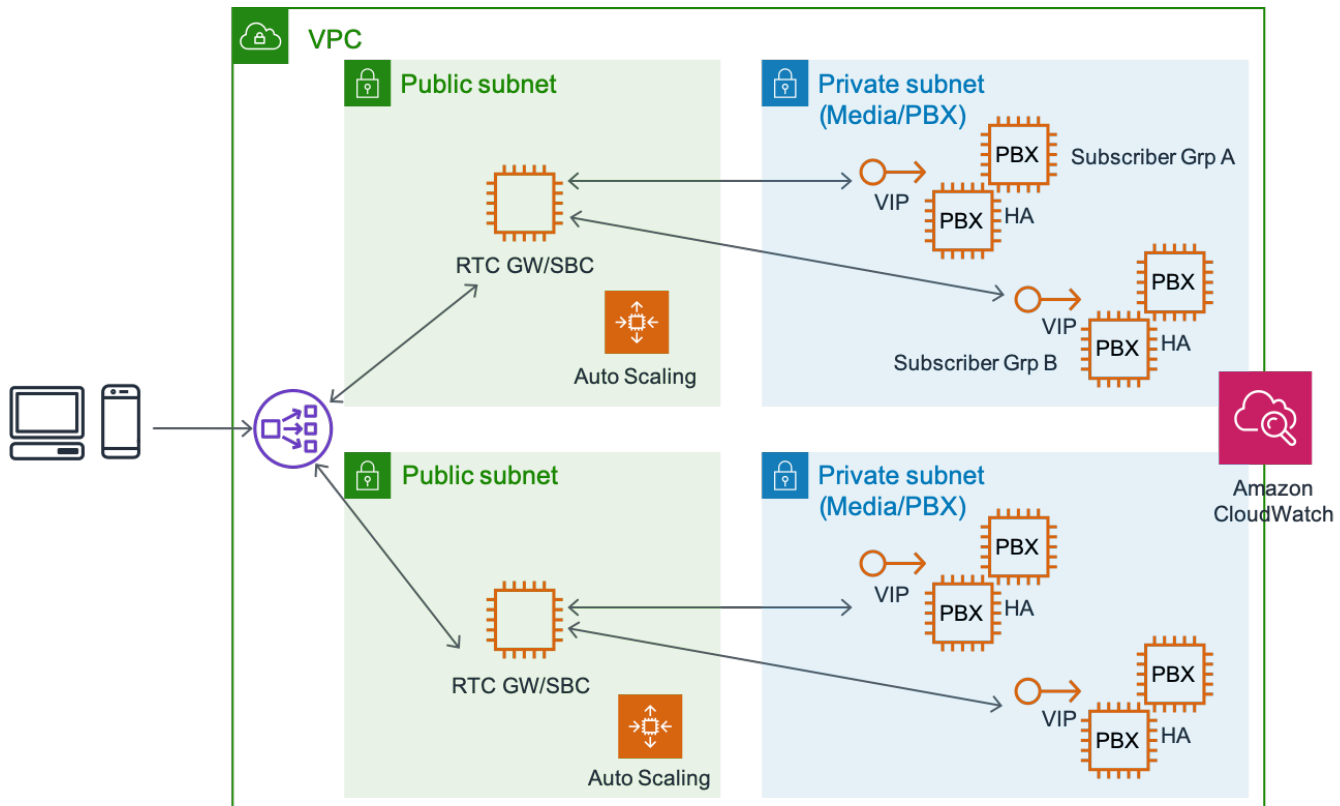 VPC
Public subnet
Private subnet
(Media/PBX)
PBX
Subscriber Grp A
VIP
PBX
HA
RTC GW/SBC
PBX
VIP
PBX
HA
Subscriber Grp B
Auto Scaling
Public subnet
Private subnet
(Media/PBX)
Amazon
CloudWatch
PBX
VIP
PBX
HA
RTC GW/SBC
PBX
VIP
PBX
HA
Auto Scaling